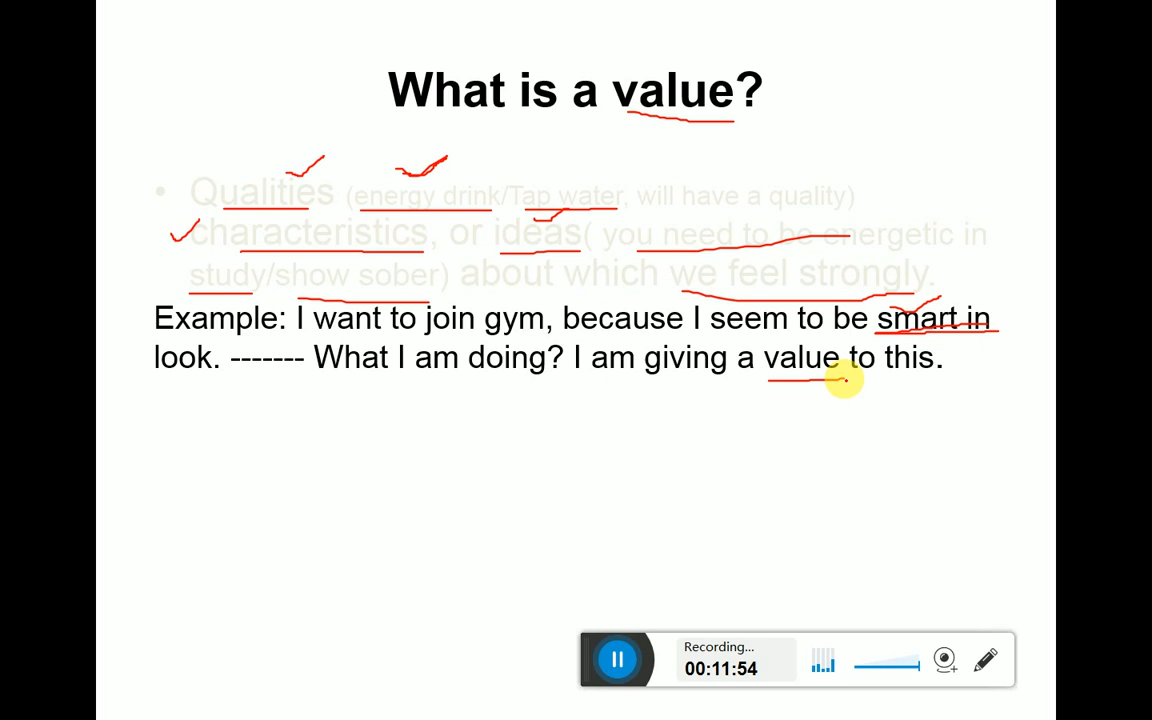 What is a value?
• Qualities (energy drink/Tap water, will have a quality)
characteristics, or ideas( you need to be energetic in
study/show sober) about which we feel strongly.
Example: I want to join gym, because I seem to be smart in
look. ------- What I am doing? I am giving a value to this.
Recording...
00:11:54